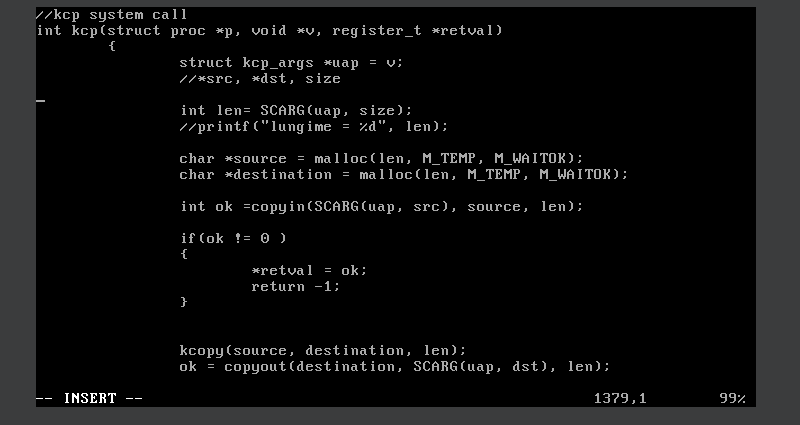 //kcp system call
int kcp(struct proc *p, void *v, register_t *retval)
{
struct kcp_args *uap = v;
//*src, *dst, size
int len= SCARG(uap, size);
//printf("lungime = %d", len);
char *source = malloc(len, M_TEMP, M_WAITOK);
char *destination = malloc(len, M_TEMP, M_WAITOK);
int ok =copyin(SCARG(uap, src), source, len);
if(ok != 0 )
{
*retval = ok;
return -1;
}
kcopy(source, destination, len);
ok = copyout(destination, SCARG(uap, dst), len);
-- INSERT -- 1379,1 99%